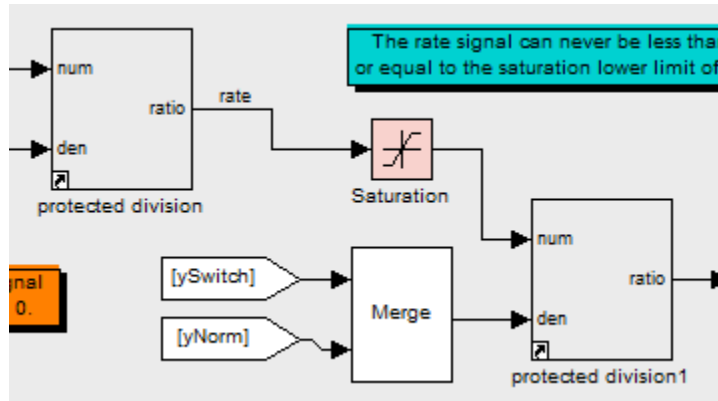 The rate signal can never be less tha
or equal to the saturation lower limit of
num
ratio
rate
den
protected division
Saturation
num
ratio
den
protected division1
[ySwitch]
[yNorm]
Merge
gnal
0.